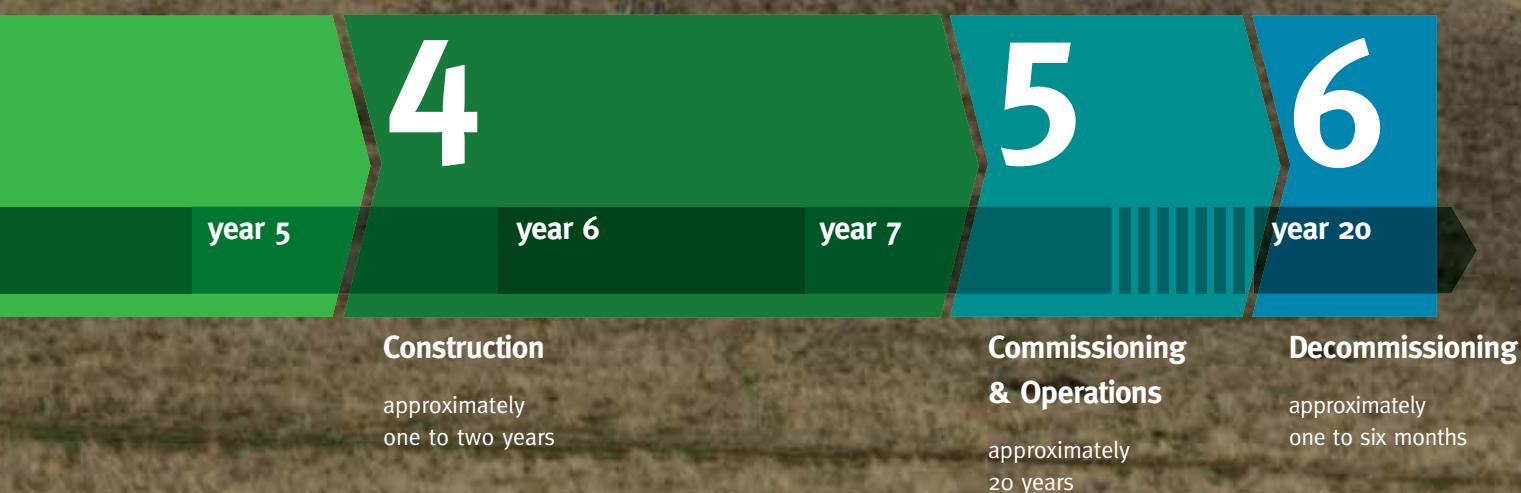 4
5
6
year 5
year 6
year 7
year 20
Construction
approximately
one to two years
Commissioning
& Operations
approximately
20 years
Decommissioning
approximately
one to six months